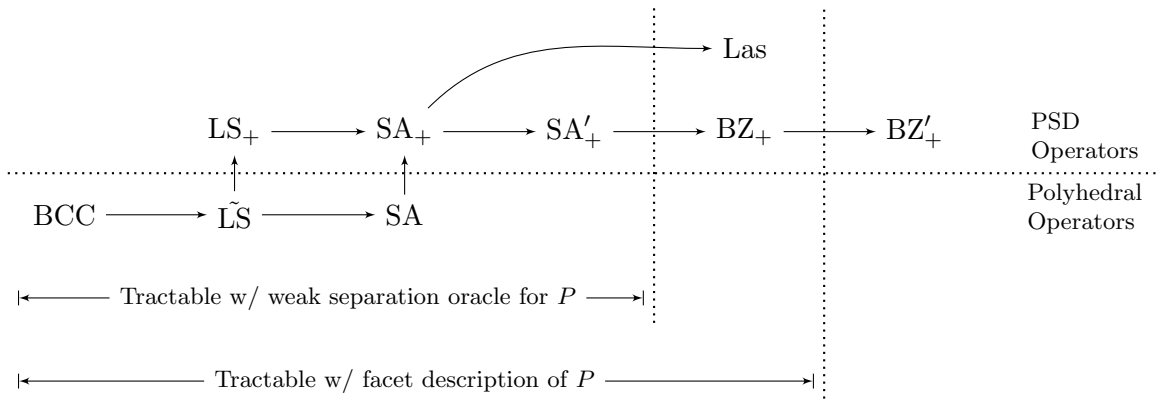 Las
LS₊ SA₊ SA′₊ BZ₊ BZ′₊ PSD
Operators
BCC LS̃ SA Polyhedral
Operators
Tractable w/ weak separation oracle for P
Tractable w/ facet description of P